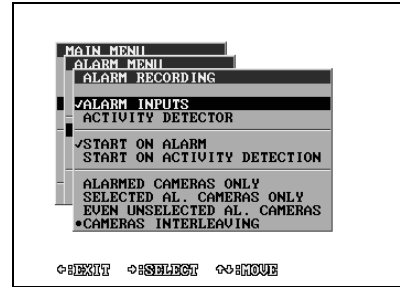 MAIN MENU
ALARM MENU
ALARM RECORDING
✓ALARM INPUTS
ACTIVITY DETECTOR
✓START ON ALARM
START ON ACTIVITY DETECTION
ALARMED CAMERAS ONLY
SELECTED AL. CAMERAS ONLY
EVEN UNSELECTED AL. CAMERAS
•CAMERAS INTERLEAVING
:EXIT :SELECT :MOVE